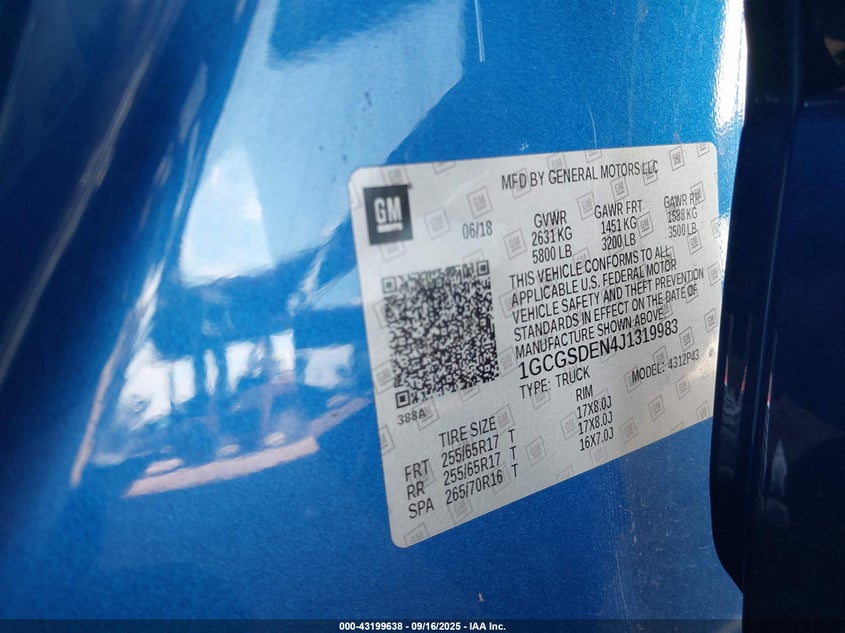 MFD BY GENERAL MOTORS LLC
GM
06/18
GVWR GAWR FRT GAWR RR
2631 KG 1451 KG 1588 KG
5800 LB 3200 LB 3500 LB
THIS VEHICLE CONFORMS TO ALL
APPLICABLE U.S. FEDERAL MOTOR
VEHICLE SAFETY AND THEFT PREVENTION
STANDARDS IN EFFECT ON THE DATE OF
MANUFACTURE SHOWN ABOVE.
1GCGSDEN4J1319983
TYPE: TRUCK MODEL: 4312P43
388A
TIRE SIZE RIM
FRT 255/65R17 T 17X8.0J
RR 255/65R17 T 17X8.0J
SPA 265/70R16 T 16X7.0J
000-43199638 - 09/16/2025 - IAA Inc.